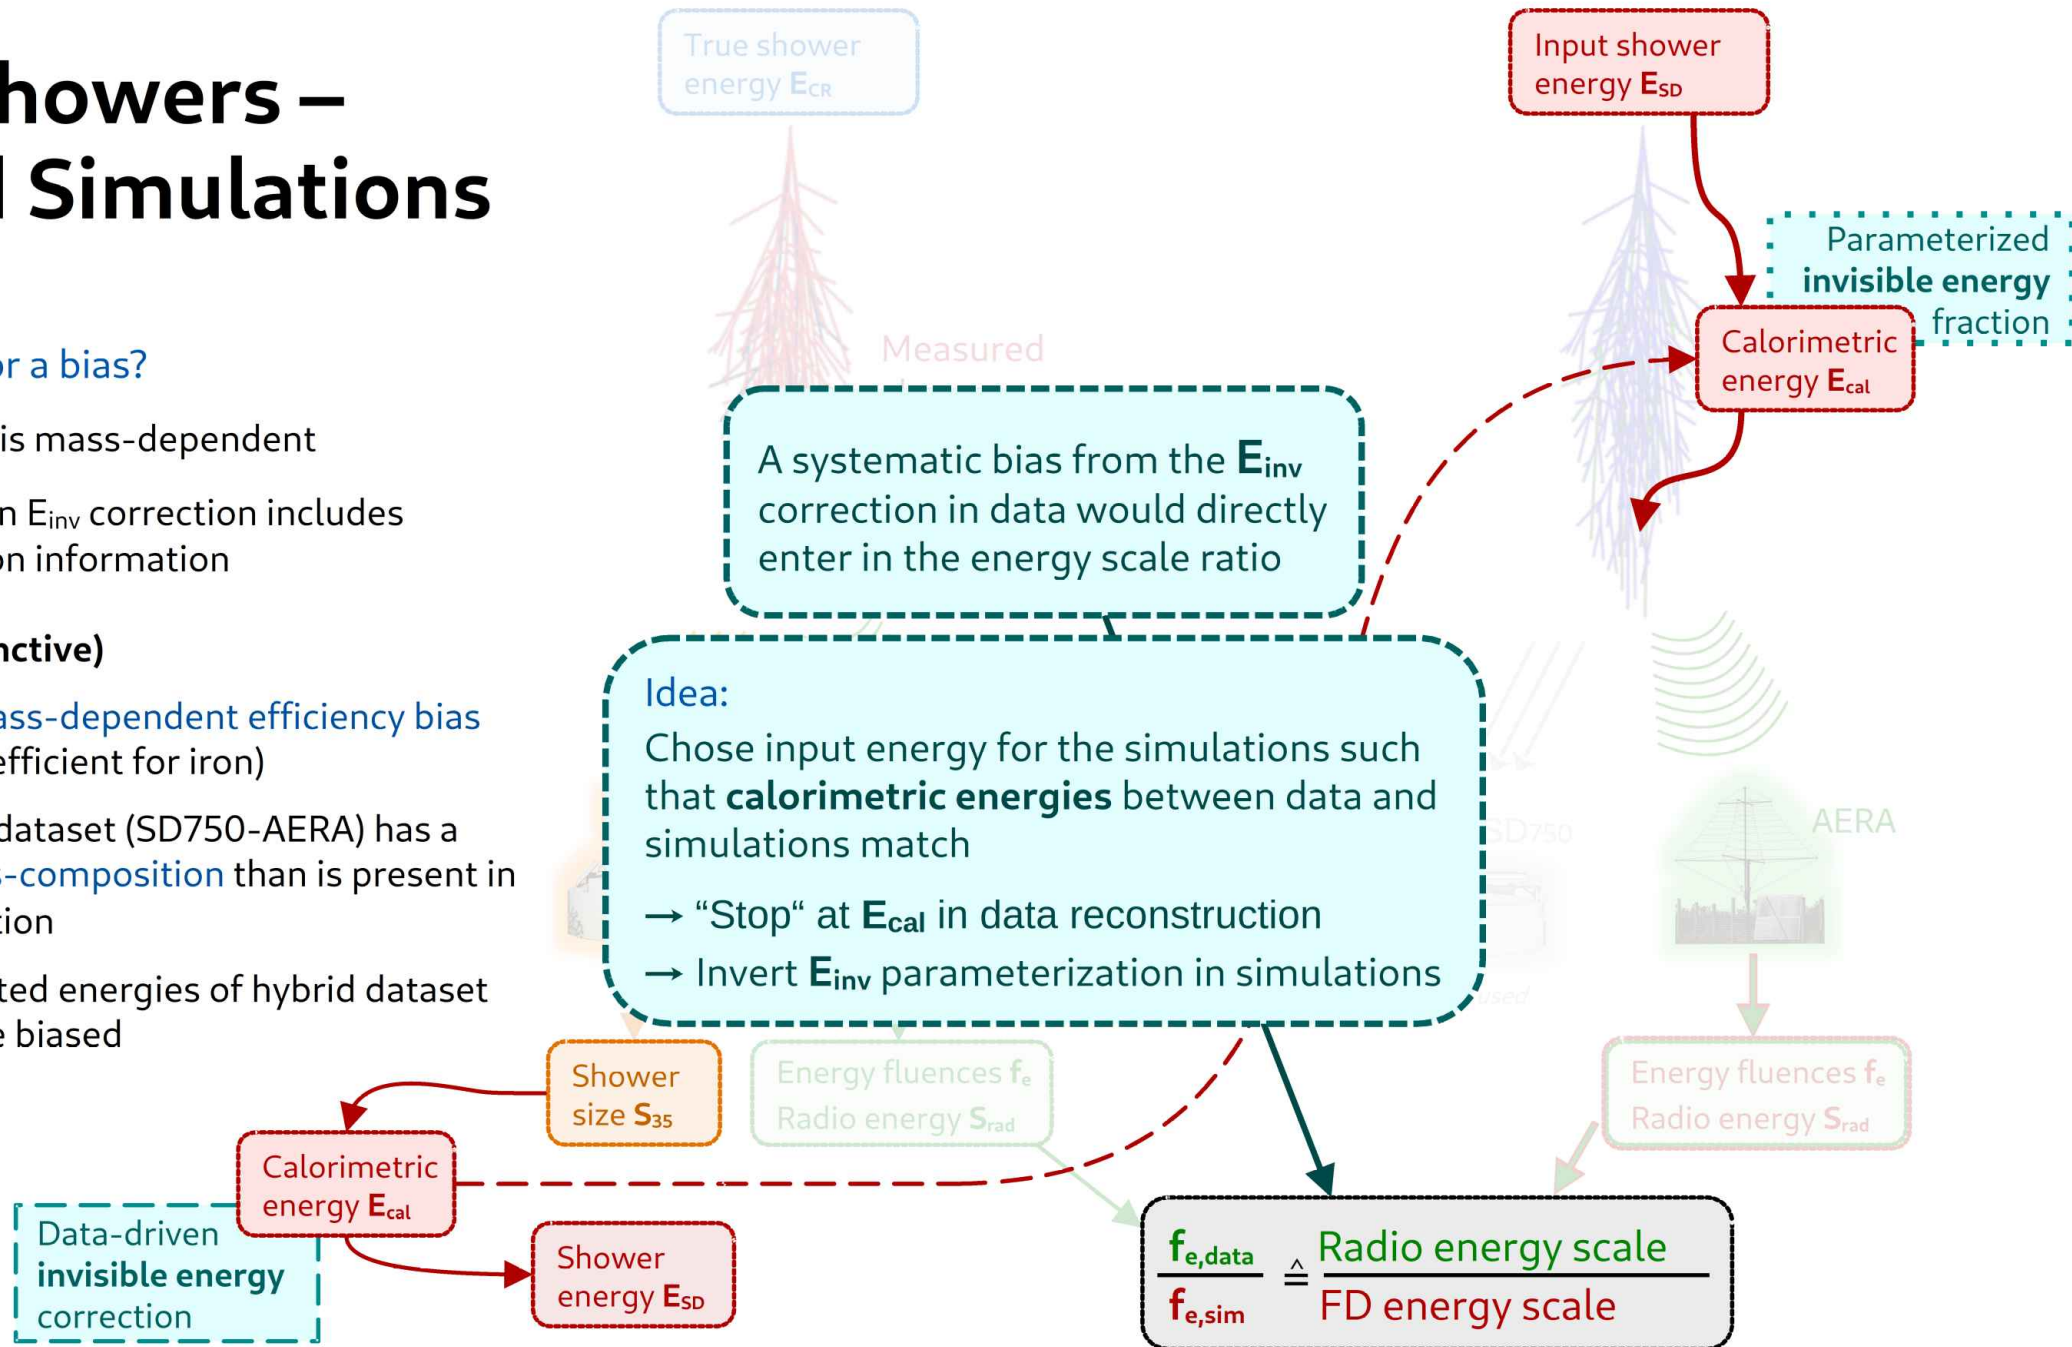 howers –
Simulations
or a bias?
is mass-dependent
n Einv correction includes
on information
nctive)
ass-dependent efficiency bias
efficient for iron)
dataset (SD750-AERA) has a
s-composition than is present in
tion
ted energies of hybrid dataset
e biased
True shower
energy ECR
Measured
Input shower
energy ESD
Parameterized
invisible energy
fraction
Calorimetric
energy Ecal
A systematic bias from the Einv
correction in data would directly
enter in the energy scale ratio
Idea:
Chose input energy for the simulations such
that calorimetric energies between data and
simulations match
→ “Stop“ at Ecal in data reconstruction
→ Invert Einv parameterization in simulations
SD750
AERA
used
Shower
size S35
Energy fluences fe
Radio energy Srad
Energy fluences fe
Radio energy Srad
Calorimetric
energy Ecal
Data-driven
invisible energy
correction
Shower
energy ESD
fe,data ≙ Radio energy scale
fe,sim FD energy scale